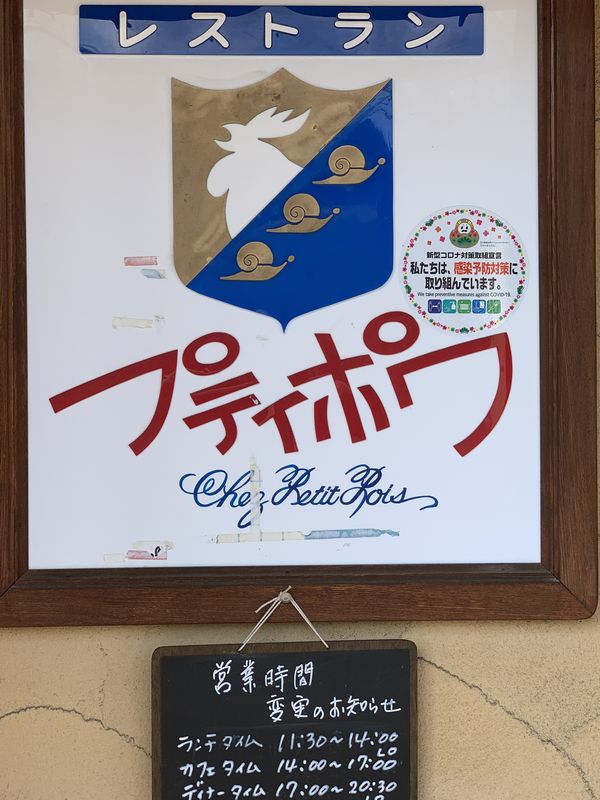 レストラン
新型コロナ対策取組宣言
私たちは、感染予防対策に
取り組んでいます。
We take preventive measures against COVID-19.
プティポワ
Chez Petit Pois
営業時間
変更のお知らせ
ランチタイム 11:30~14:00
LO
カフェタイム 14:00~17:00
ディナータイム 17:00~20:30